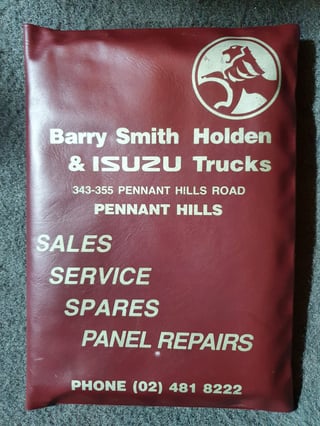 Barry Smith Holden
& ISUZU Trucks
343-355 PENNANT HILLS ROAD
PENNANT HILLS
SALES
SERVICE
SPARES
PANEL REPAIRS
PHONE (02) 481 8222